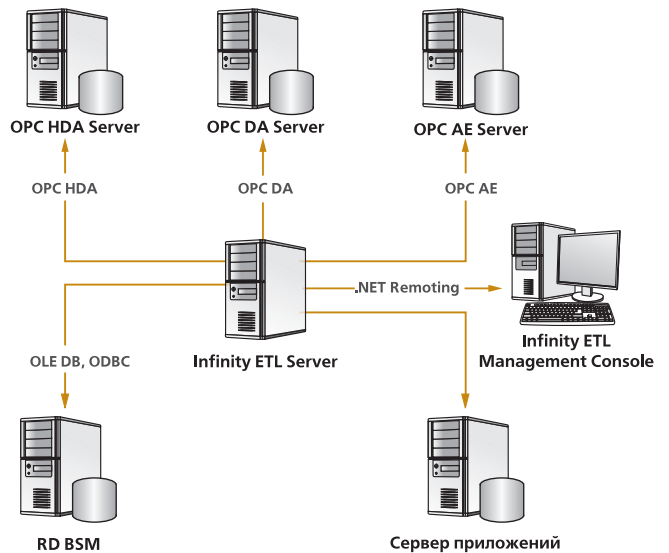 OPC HDA Server
OPC DA Server
OPC AE Server
OPC HDA
OPC DA
OPC AE
.NET Remoting
Infinity ETL Server
Infinity ETL
Management Console
OLE DB, ODBC
RD BSM
Сервер приложений